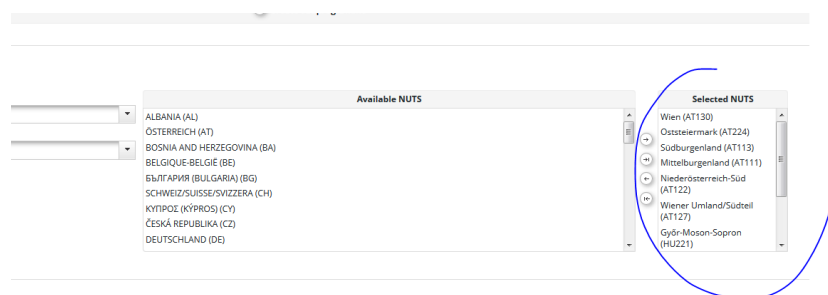 Available NUTS
ALBANIA (AL)
ÖSTERREICH (AT)
BOSNIA AND HERZEGOVINA (BA)
BELGIQUE-BELGIË (BE)
БЪЛГАРИЯ (BULGARIA) (BG)
SCHWEIZ/SUISSE/SVIZZERA (CH)
ΚΥΠΡΟΣ (KÝPROS) (CY)
ČESKÁ REPUBLIKA (CZ)
DEUTSCHLAND (DE)
Selected NUTS
Wien (AT130)
Oststeiermark (AT224)
Südburgenland (AT113)
Mittelburgenland (AT111)
Niederösterreich-Süd
(AT122)
Wiener Umland/Südteil
(AT127)
Győr-Moson-Sopron
(HU221)